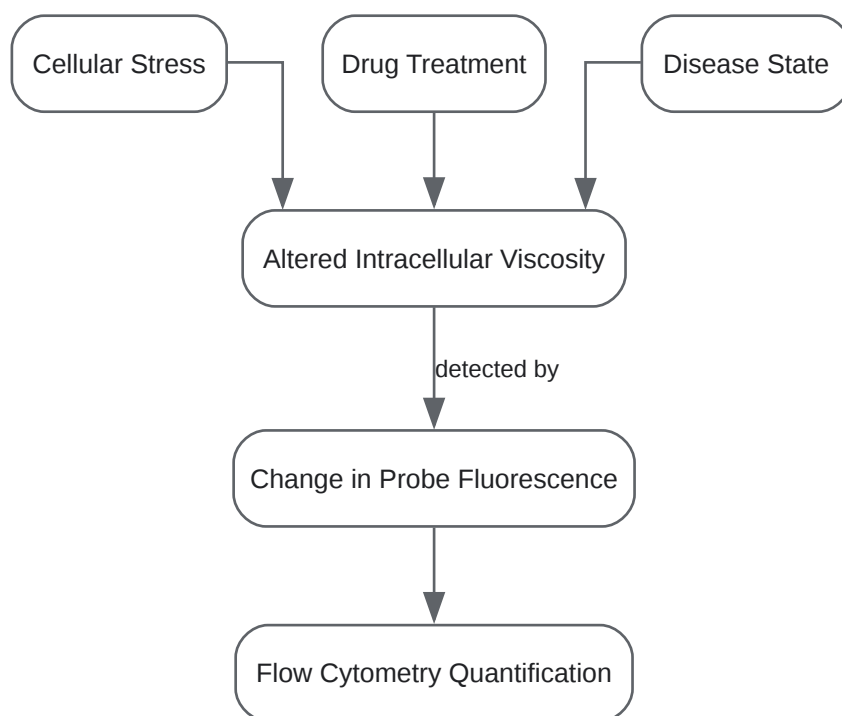 Cellular Stress
Drug Treatment
Disease State
Altered Intracellular Viscosity
detected by
Change in Probe Fluorescence
Flow Cytometry Quantification